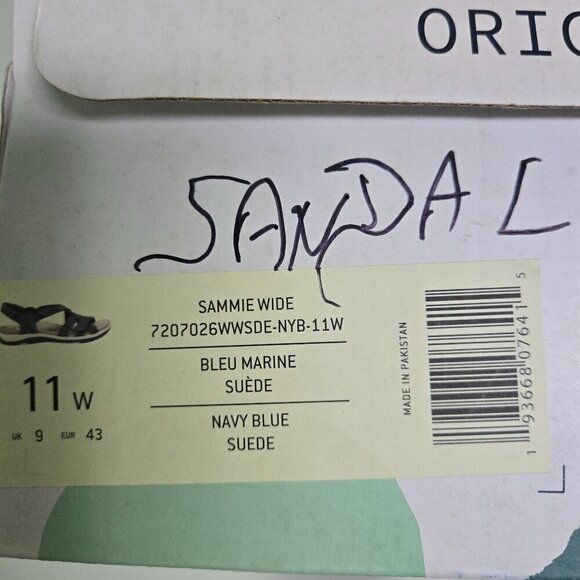 ORIG
SANDAL
SAMMIE WIDE
7207026WWSDE-NYB-11W
BLEU MARINE
SUÈDE
NAVY BLUE
SUEDE
11 W
UK 9 EUR 43
MADE IN PAKISTAN
1 93668 07641 5